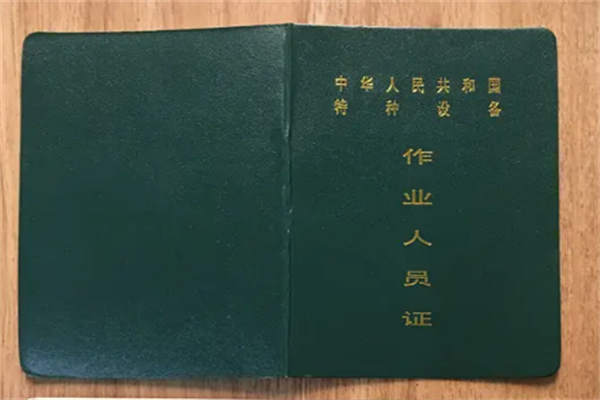 中华人民共和国
特种设备
作业人员证